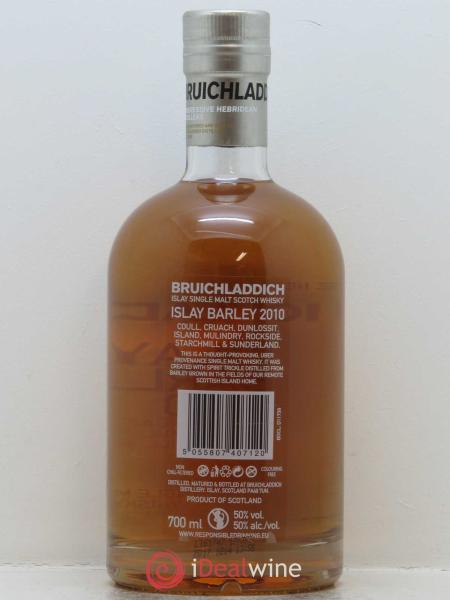 BRUICHLADDICH
HEBRIDEAN
BRUICHLADDICH
ISLAY SINGLE MALT SCOTCH WHISKY
ISLAY BARLEY 2010
COULL, CRUACH, DUNLOSSIT,
ISLAND, MULINDRY, ROCKSIDE,
STARCHMILL & SUNDERLAND.
THIS IS A THOUGHT-PROVOKING, UBER
PROVENANCE SINGLE MALT WHISKY. IT WAS
CREATED WITH SPIRIT TRICKLE DISTILLED FROM
BARLEY GROWN IN THE FIELDS OF OUR REMOTE
SCOTTISH ISLAND HOME.
5 055807 407120
NON
CHILL-FILTERED
COLOURING
FREE
DISTILLED, MATURED & BOTTLED AT BRUICHLADDICH
DISTILLERY, ISLAY, SCOTLAND PA49 7UN.
PRODUCT OF SCOTLAND
700 ml
50% vol.
50% alc./vol.
WWW.RESPONSIBLEDRINKING.EU
iDealwine